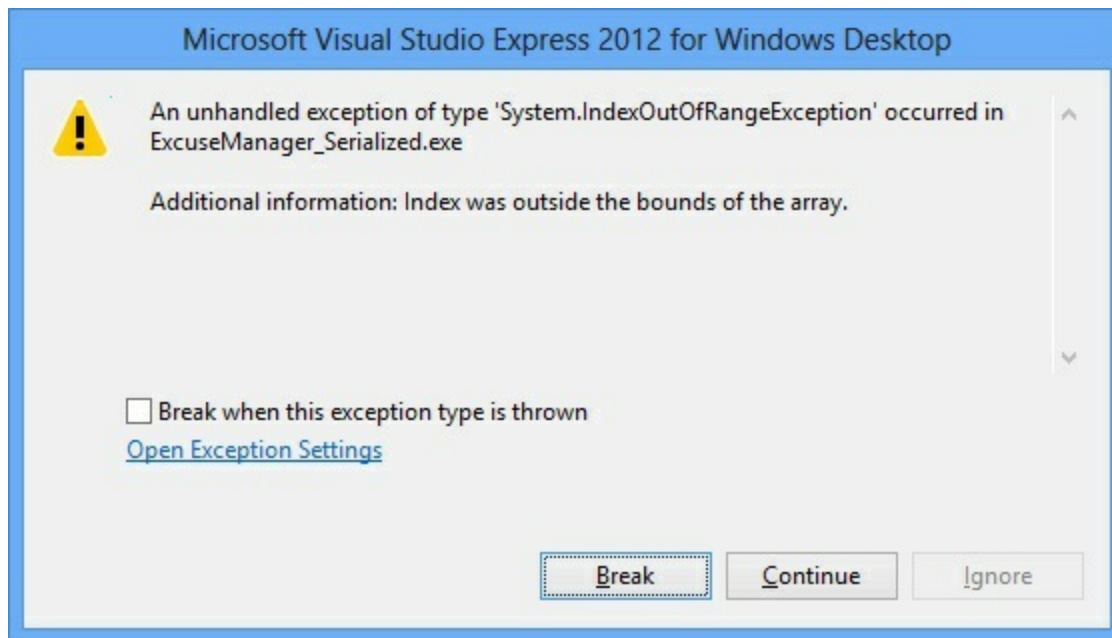 Microsoft Visual Studio Express 2012 for Windows Desktop
An unhandled exception of type 'System.IndexOutOfRangeException' occurred in
ExcuseManager_Serialized.exe
Additional information: Index was outside the bounds of the array.
Break when this exception type is thrown
Open Exception Settings
Break Continue Ignore